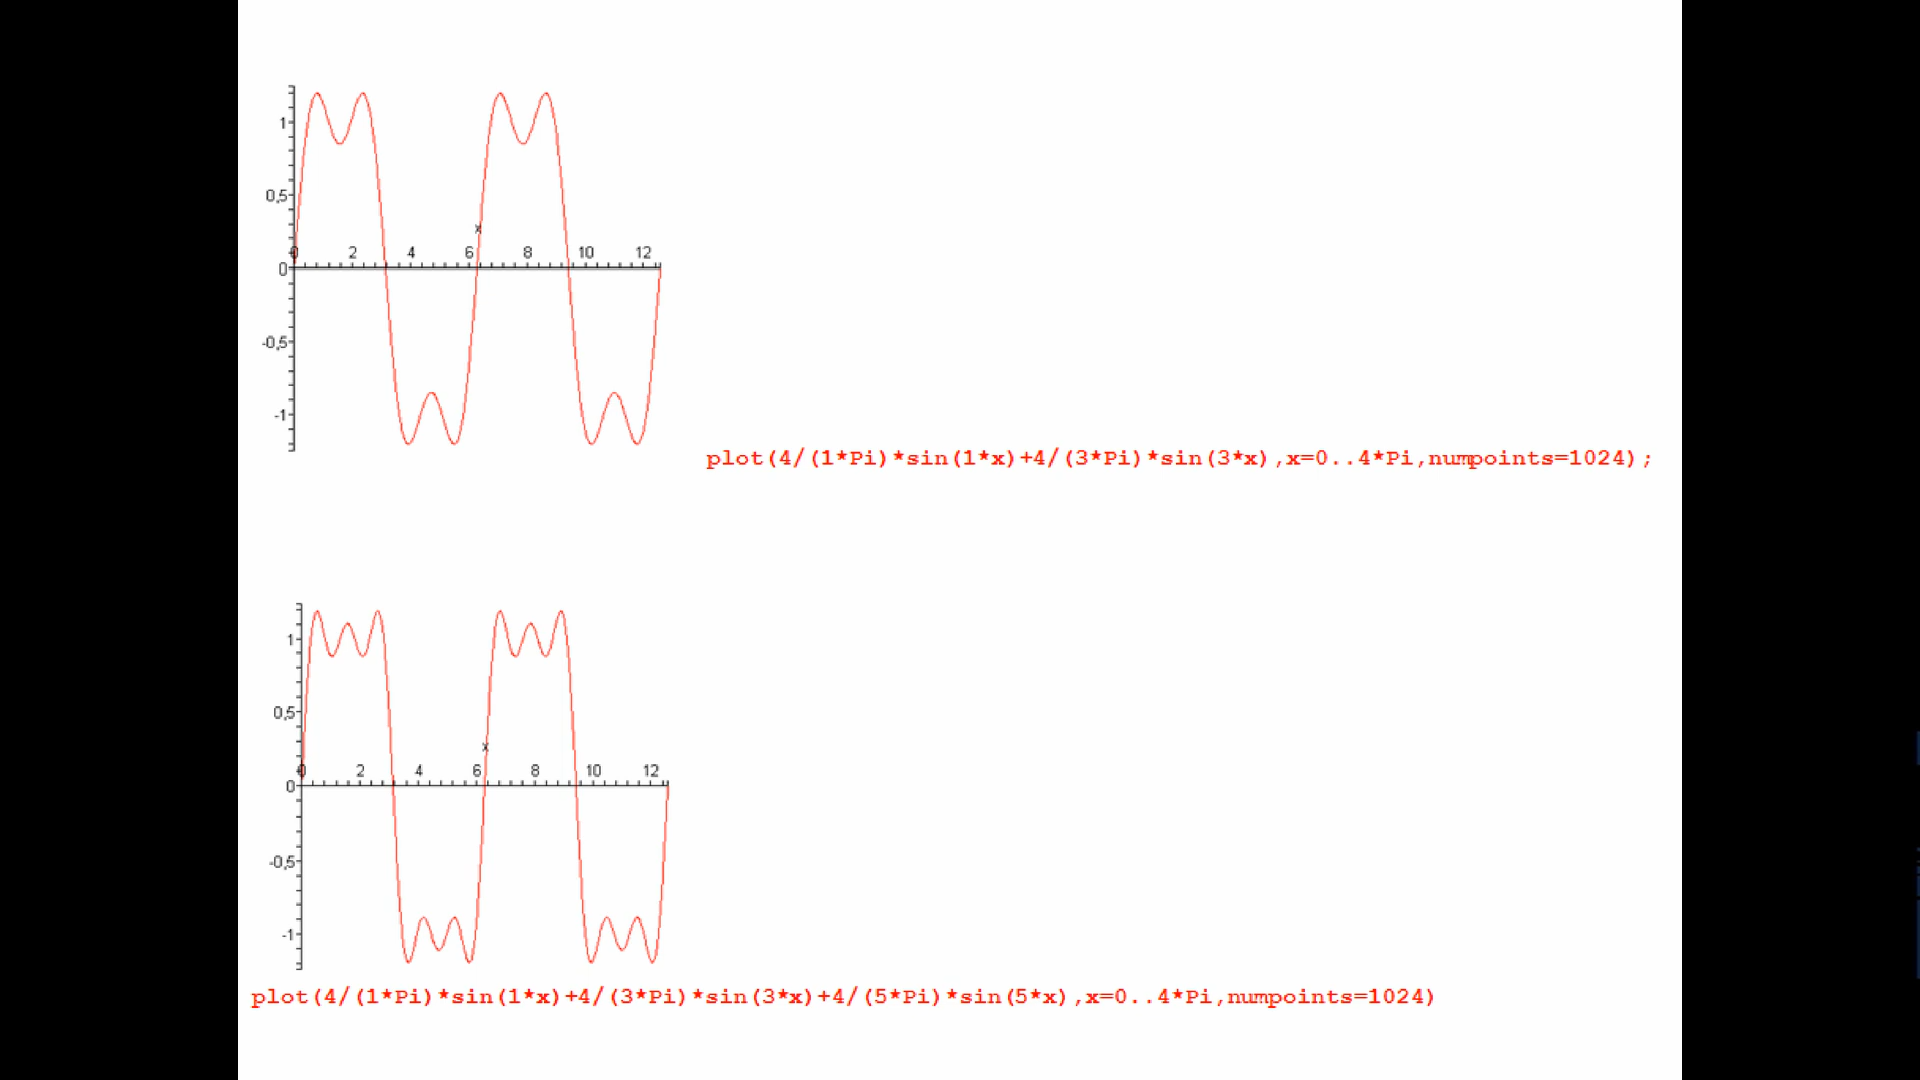 1
0,5
x
0 2 4 6 8 10 12
0
-0,5
-1
plot(4/(1*Pi)*sin(1*x)+4/(3*Pi)*sin(3*x),x=0..4*Pi,numpoints=1024);
1
0,5
x
0 2 4 6 8 10 12
0
-0,5
-1
plot(4/(1*Pi)*sin(1*x)+4/(3*Pi)*sin(3*x)+4/(5*Pi)*sin(5*x),x=0..4*Pi,numpoints=1024)